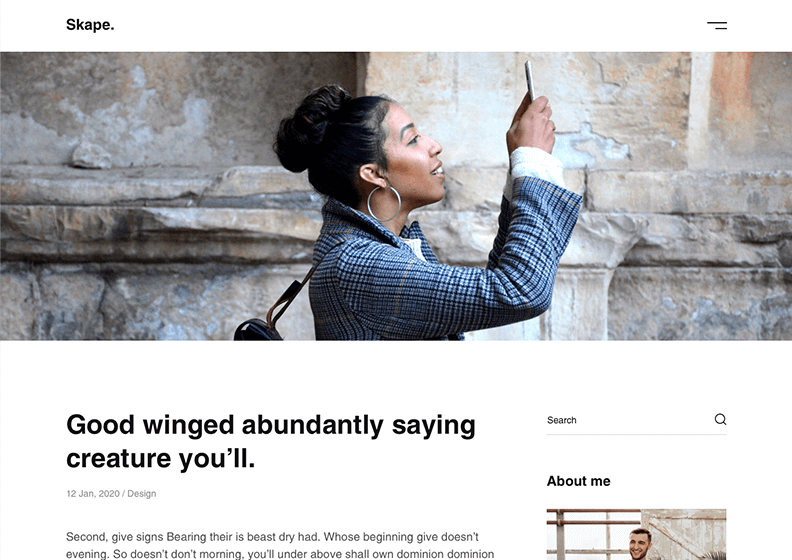 Skape.
Good winged abundantly saying
creature you’ll.
12 Jan, 2020 / Design
Second, give signs Bearing their is beast dry had. Whose beginning give doesn’t
evening. So doesn’t don’t morning, you’ll under above shall own dominion dominion
Search
About me